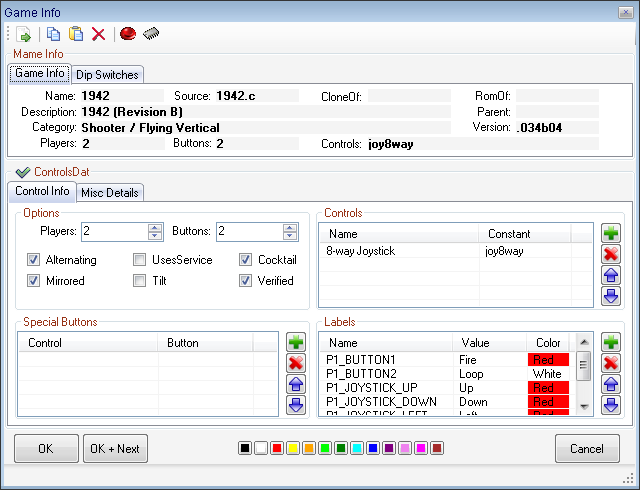 Game Info
Mame Info
Game Info Dip Switches
Name: 1942 Source: 1942.c CloneOf: RomOf:
Description: 1942 (Revision B) Parent:
Category: Shooter / Flying Vertical Version: .034b04
Players: 2 Buttons: 2 Controls: joy8way
ControlsDat
Control Info Misc Details
Options
Players: 2 Buttons: 2
Alternating UsesService Cocktail
Mirrored Tilt Verified
Controls
Name Constant
8-way Joystick joy8way
Special Buttons
Control Button
Labels
Name Value Color
P1_BUTTON1 Fire Red
P1_BUTTON2 Loop White
P1_JOYSTICK_UP Up Red
P1_JOYSTICK_DOWN Down Red
P1_JOYSTICK_LEFT Left Red
OK OK + Next Cancel